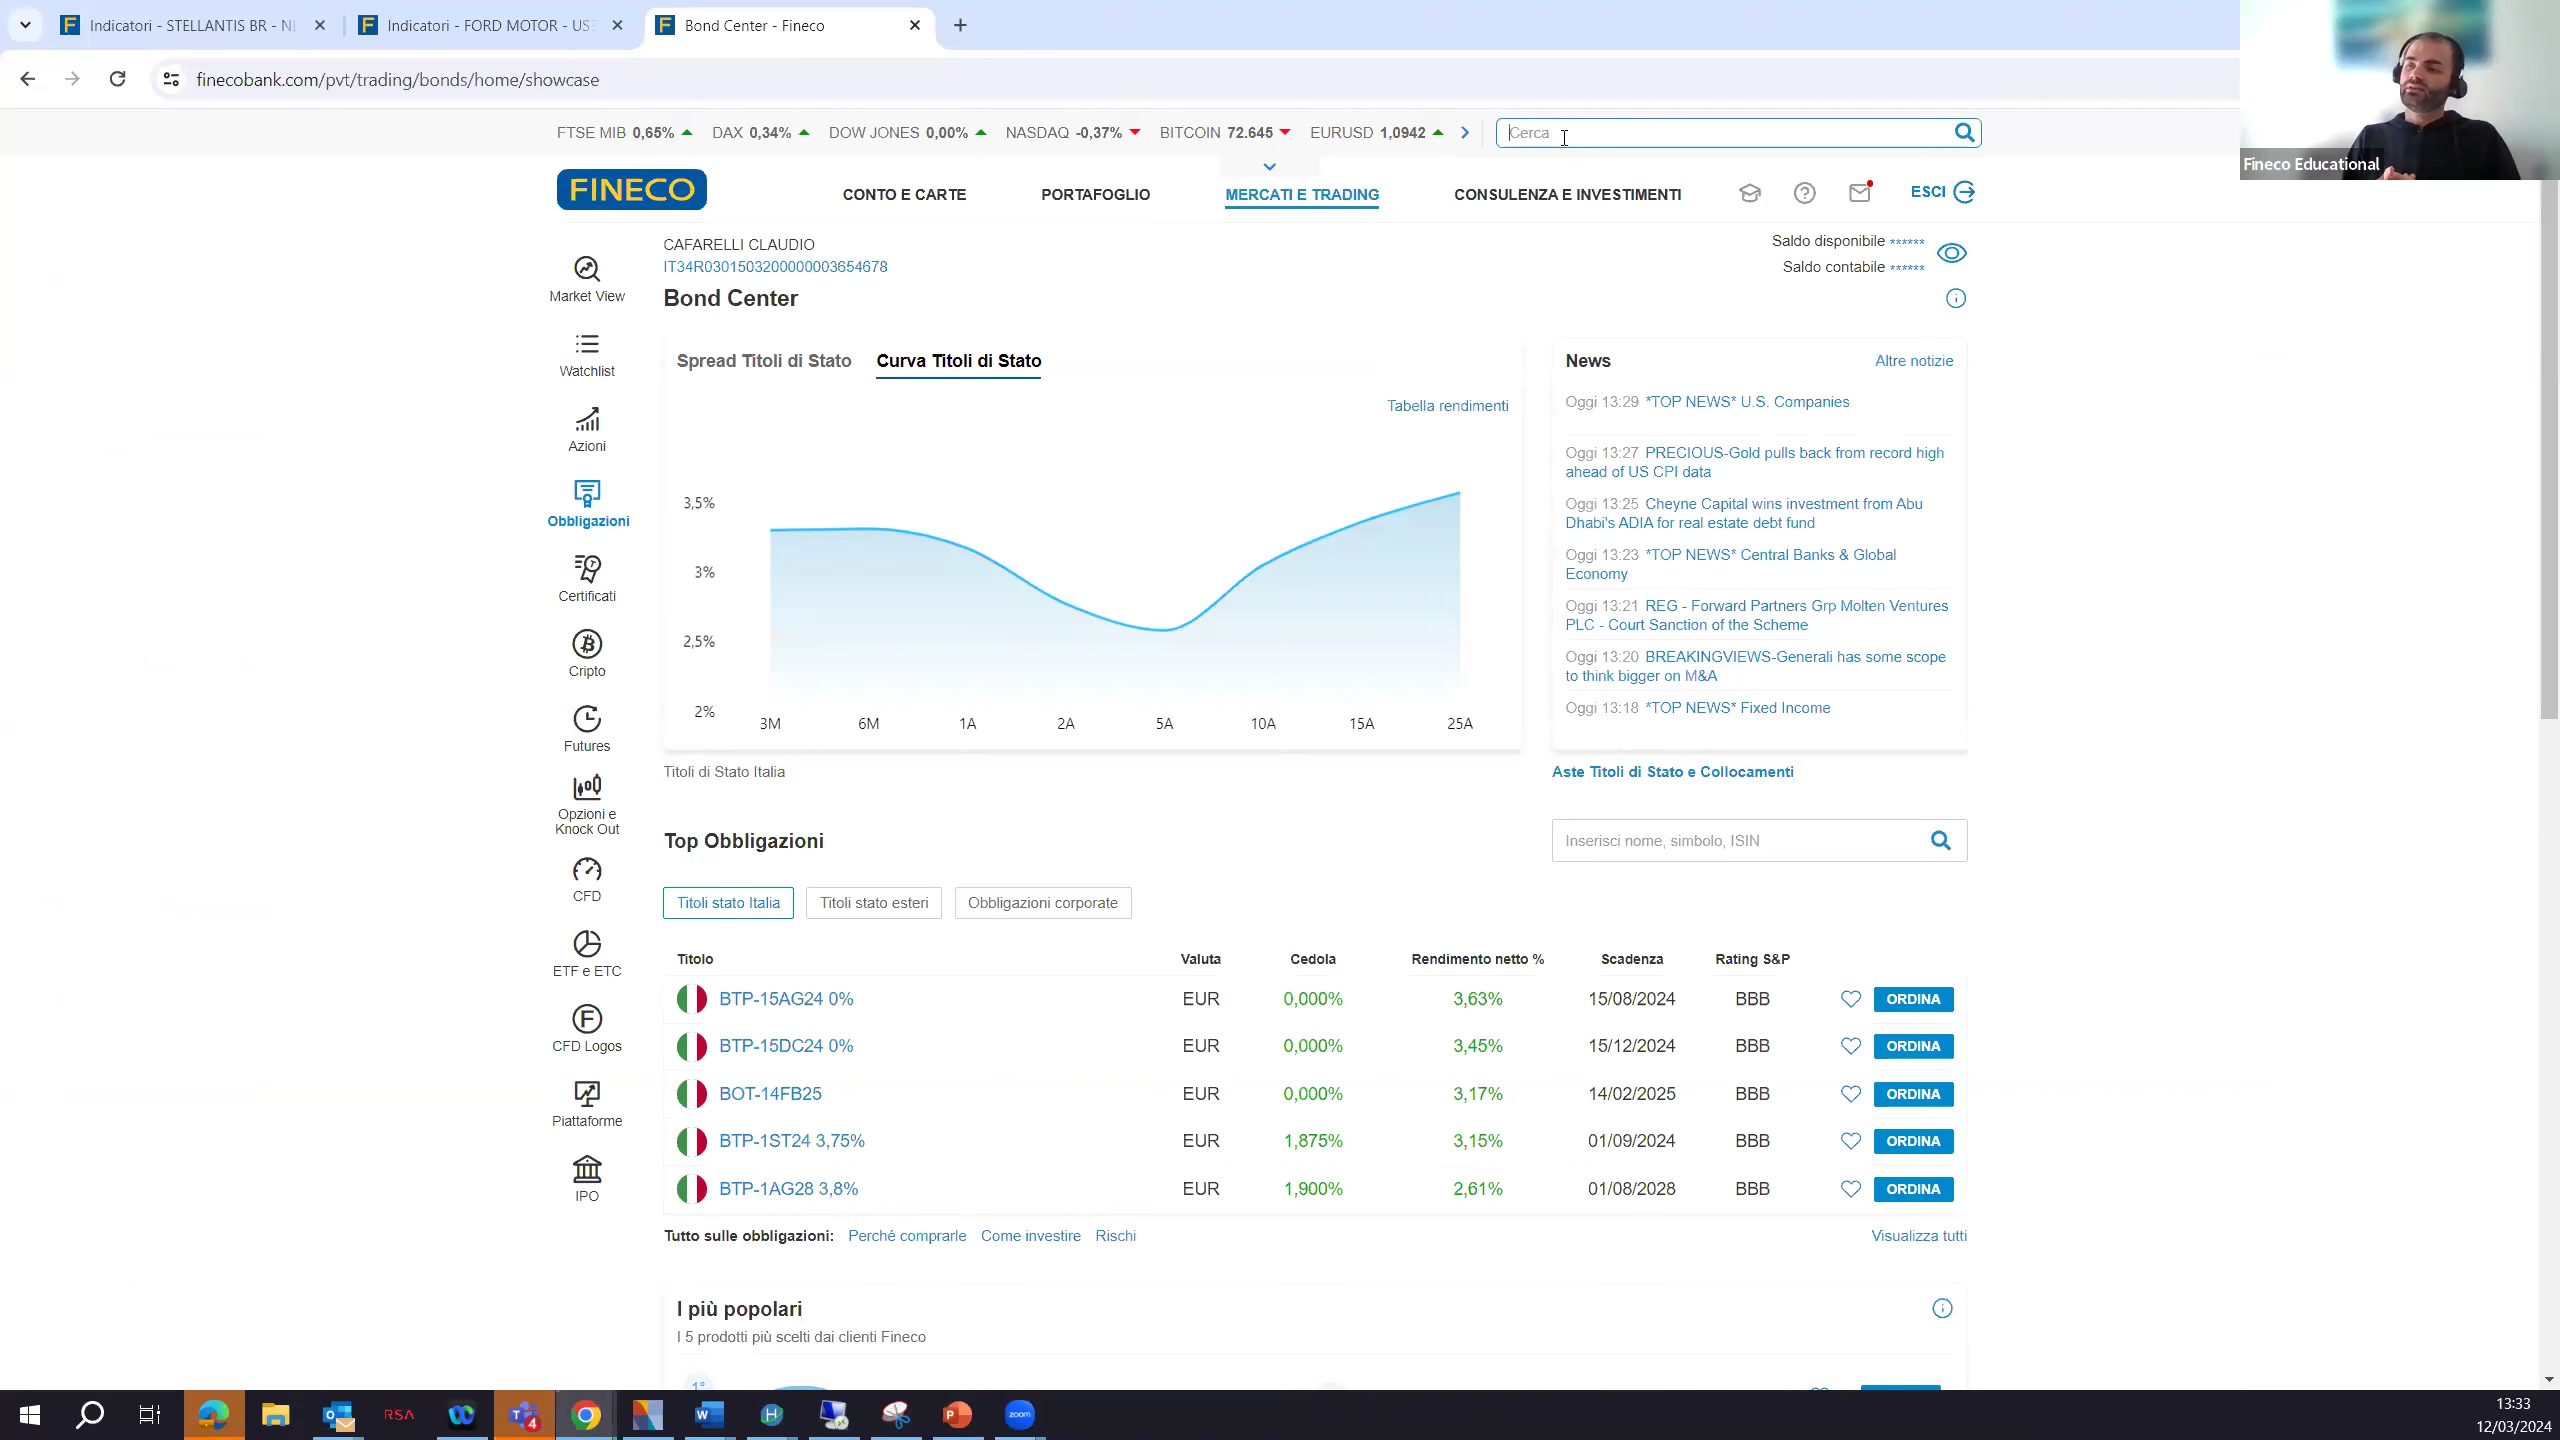 Indicatori - STELLANTIS BR - NL
Indicatori - FORD MOTOR - US
Bond Center - Fineco
finecobank.com/pvt/trading/bonds/home/showcase
FTSE MIB 0,65% DAX 0,34% DOW JONES 0,00% NASDAQ -0,37% BITCOIN 72.645 EURUSD 1,0942
Cerca
Fineco Educational
FINECO
CONTO E CARTE
PORTAFOGLIO
MERCATI E TRADING
CONSULENZA E INVESTIMENTI
ESCI
CAFARELLI CLAUDIO
IT34R0301503200000003654678
Saldo disponibile ******
Saldo contabile ******
Bond Center
Market View
Watchlist
Azioni
Obbligazioni
Certificati
Cripto
Futures
Opzioni e
Knock Out
CFD
ETF e ETC
CFD Logos
Piattaforme
IPO
Spread Titoli di Stato
Curva Titoli di Stato
Tabella rendimenti
3,5%
3%
2,5%
2%
3M 6M 1A 2A 5A 10A 15A 25A
Titoli di Stato Italia
News
Altre notizie
Oggi 13:29 *TOP NEWS* U.S. Companies
Oggi 13:27 PRECIOUS-Gold pulls back from record high
ahead of US CPI data
Oggi 13:25 Cheyne Capital wins investment from Abu
Dhabi's ADIA for real estate debt fund
Oggi 13:23 *TOP NEWS* Central Banks & Global
Economy
Oggi 13:21 REG - Forward Partners Grp Molten Ventures
PLC - Court Sanction of the Scheme
Oggi 13:20 BREAKINGVIEWS-Generali has some scope
to think bigger on M&A
Oggi 13:18 *TOP NEWS* Fixed Income
Aste Titoli di Stato e Collocamenti
Top Obbligazioni
Inserisci nome, simbolo, ISIN
Titoli stato Italia
Titoli stato esteri
Obbligazioni corporate
Titolo Valuta Cedola Rendimento netto % Scadenza Rating S&P
BTP-15AG24 0% EUR 0,000% 3,63% 15/08/2024 BBB ORDINA
BTP-15DC24 0% EUR 0,000% 3,45% 15/12/2024 BBB ORDINA
BOT-14FB25 EUR 0,000% 3,17% 14/02/2025 BBB ORDINA
BTP-1ST24 3,75% EUR 1,875% 3,15% 01/09/2024 BBB ORDINA
BTP-1AG28 3,8% EUR 1,900% 2,61% 01/08/2028 BBB ORDINA
Tutto sulle obbligazioni: Perché comprarle Come investire Rischi
Visualizza tutti
I più popolari
I 5 prodotti più scelti dai clienti Fineco
1°
RSA
4
zoom
13:33
12/03/2024